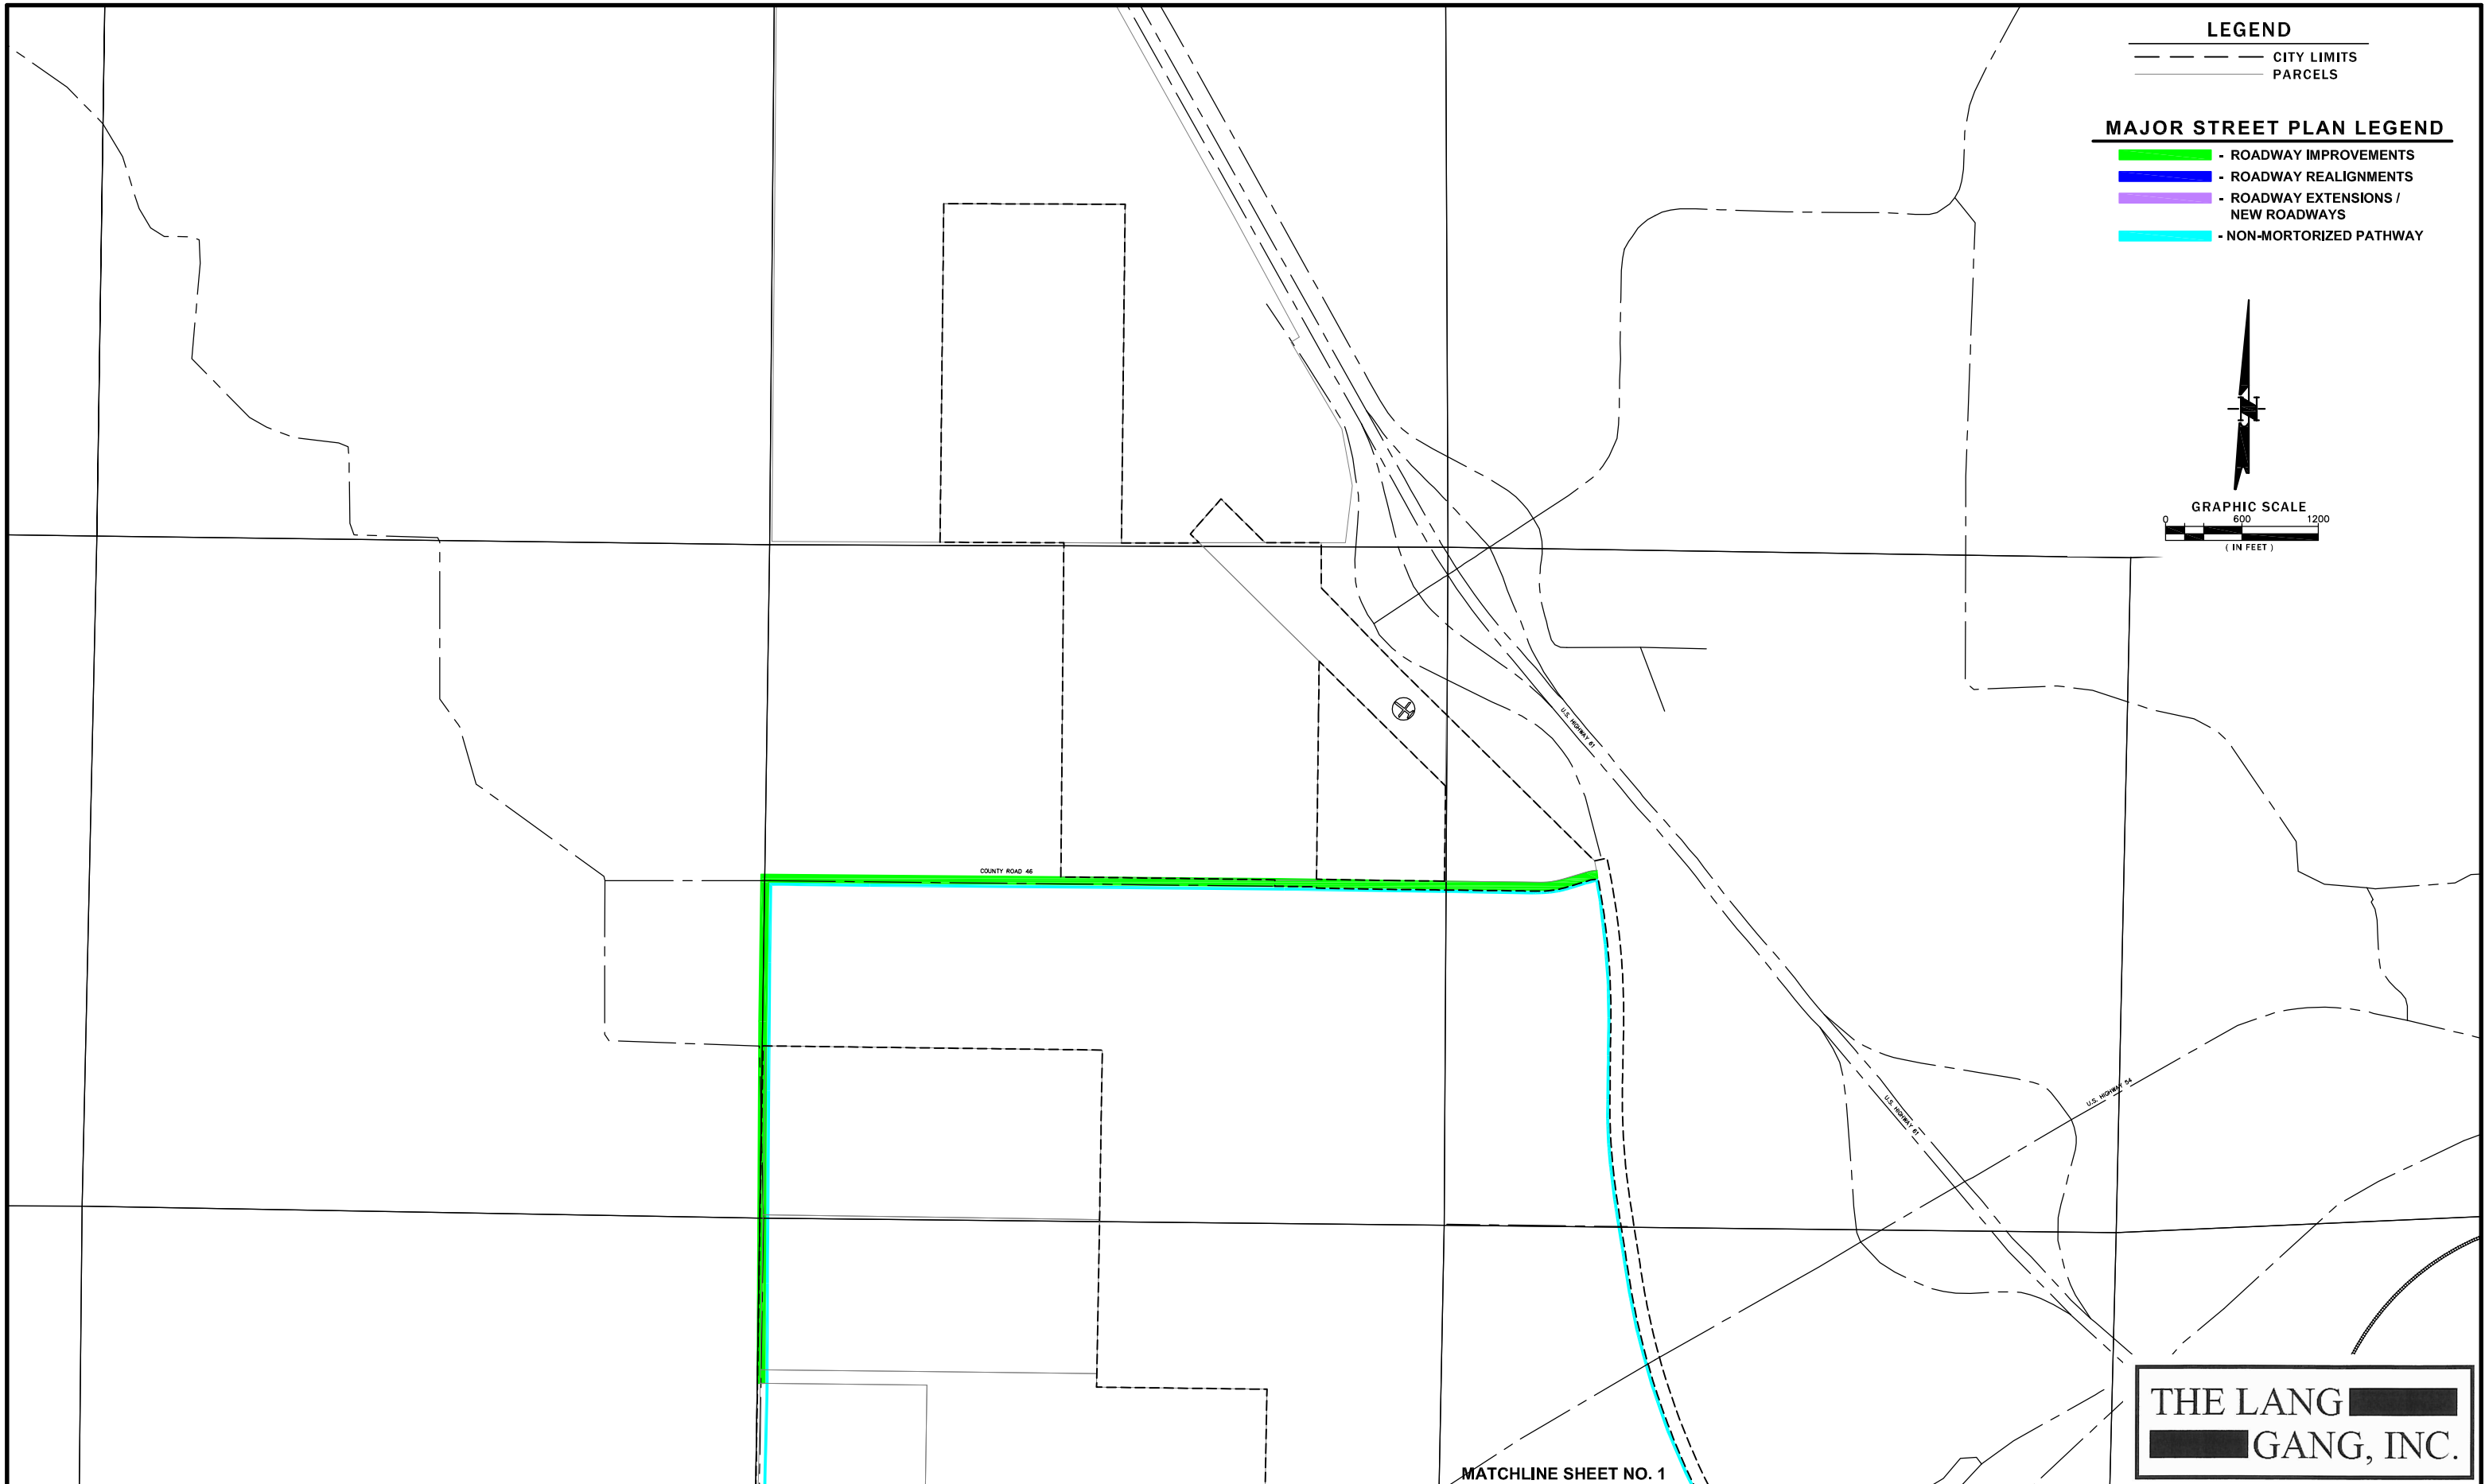 LEGEND
CITY LIMITS
PARCELS
MAJOR STREET PLAN LEGEND
- ROADWAY IMPROVEMENTS
- ROADWAY REALIGNMENTS
- ROADWAY EXTENSIONS /
NEW ROADWAYS
- NON-MORTORIZED PATHWAY
N
GRAPHIC SCALE
0 600 1200
( IN FEET )
U.S. HIGHWAY 61
COUNTY ROAD 46
U.S. HIGHWAY 54
U.S. HIGHWAY 61
THE LANG
GANG, INC.
MATCHLINE SHEET NO. 1